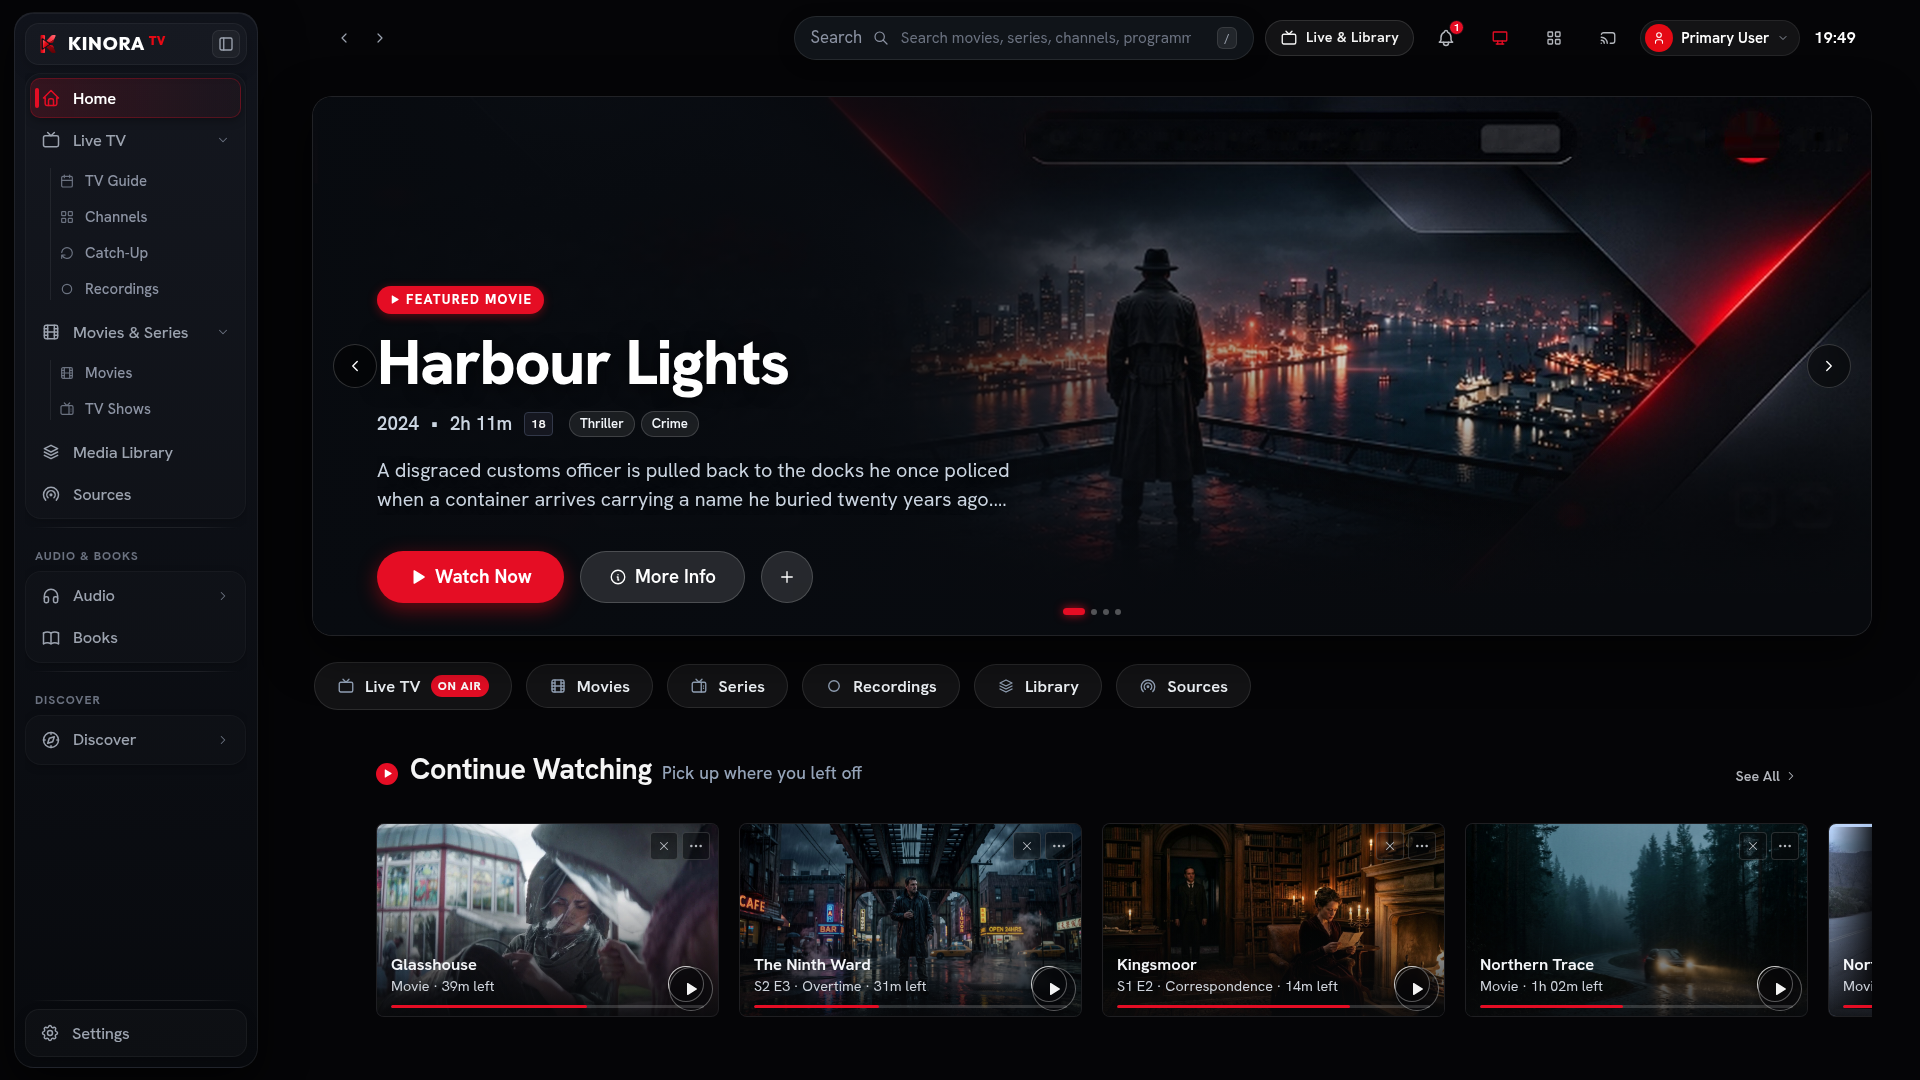 KINORA TV
Search
Search movies, series, channels, programm
/
Live & Library
1
Primary User
19:49
Home
Live TV
TV Guide
Channels
Catch-Up
Recordings
Movies & Series
Movies
TV Shows
Media Library
Sources
AUDIO & BOOKS
Audio
Books
DISCOVER
Discover
Settings
FEATURED MOVIE
Harbour Lights
2024 • 2h 11m 18 Thriller Crime
A disgraced customs officer is pulled back to the docks he once policed
when a container arrives carrying a name he buried twenty years ago....
Watch Now
More Info
Live TV ON AIR
Movies
Series
Recordings
Library
Sources
Continue Watching Pick up where you left off
See All
Glasshouse
Movie · 39m left
CAFE
BAR
OPEN
The Ninth Ward
S2 E3 · Overtime · 31m left
Kingsmoor
S1 E2 · Correspondence · 14m left
Northern Trace
Movie · 1h 02m left